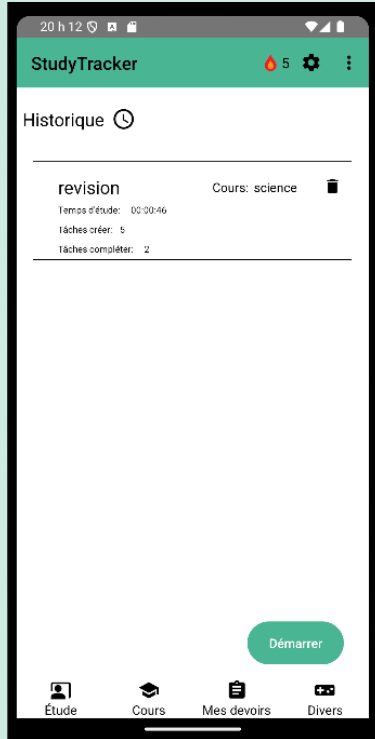 20 h 12
StudyTracker 5
Historique
revision Cours: science
Temps d'étude: 00:00:46
Tâches créer: 5
Tâches compléter: 2
Démarrer
Étude Cours Mes devoirs Divers